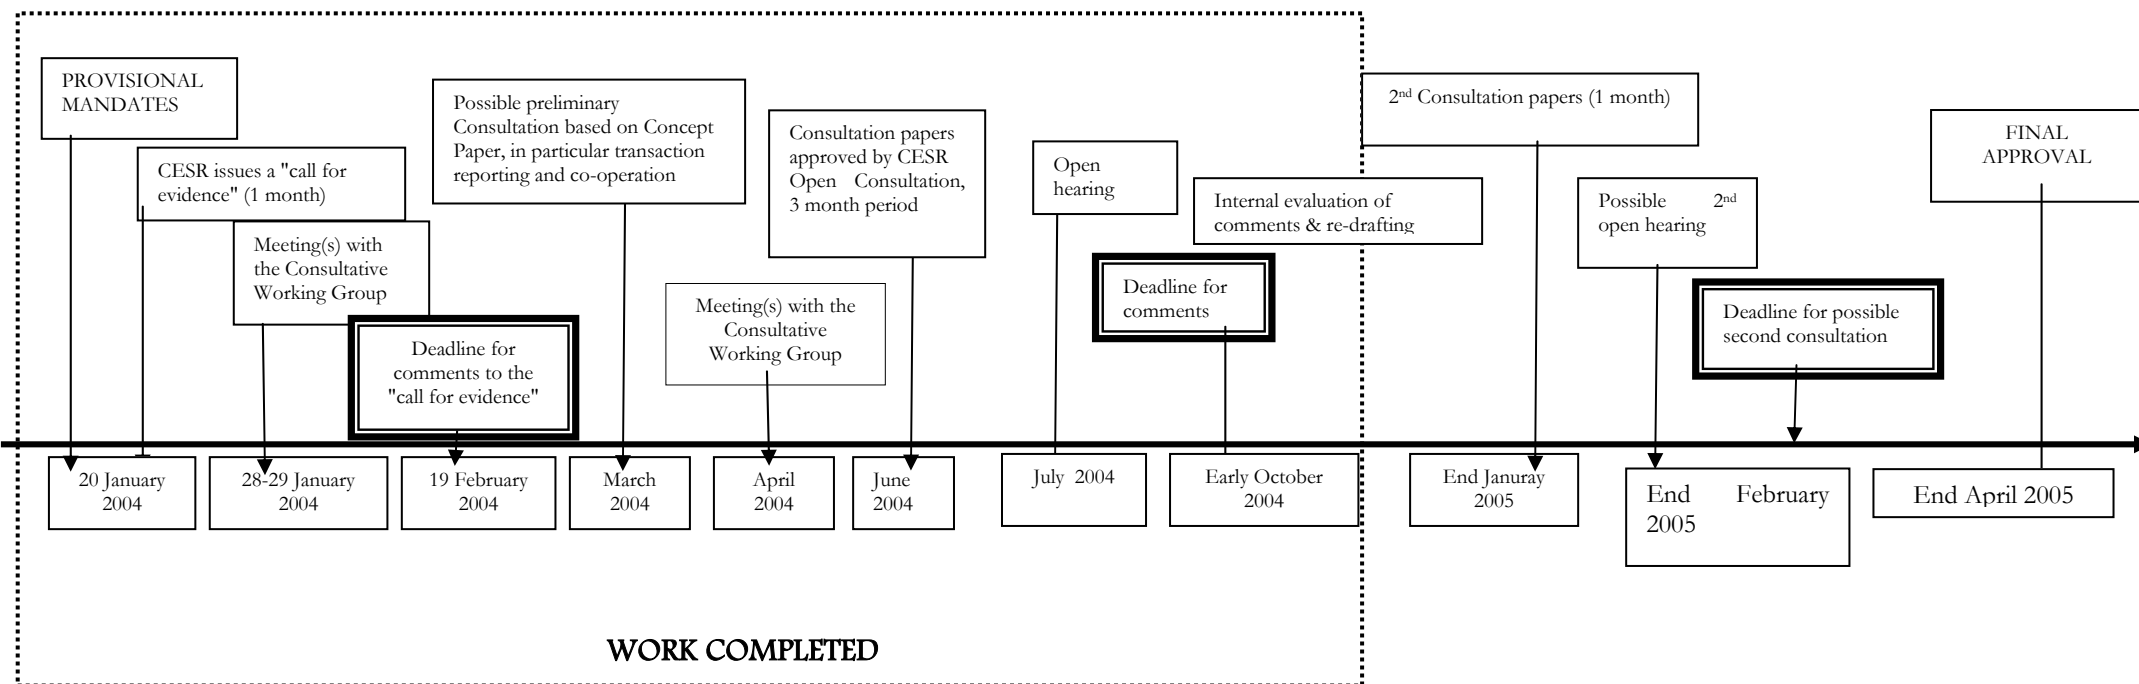 PROVISIONAL
MANDATES
CESR issues a "call for
evidence" (1 month)
Meeting(s) with
the Consultative
Working Group
Deadline for
comments to the
"call for evidence"
Possible preliminary
Consultation based on Concept
Paper, in particular transaction
reporting and co-operation
Meeting(s) with the
Consultative
Working Group
Consultation papers
approved by CESR
Open Consultation,
3 month period
Open
hearing
Deadline for
comments
Internal evaluation of
comments & re-drafting
2nd Consultation papers (1 month)
Possible 2nd
open hearing
Deadline for possible
second consultation
FINAL
APPROVAL
20 January
2004
28-29 January
2004
19 February
2004
March
2004
April
2004
June
2004
July 2004
Early October
2004
End Januray
2005
End February
2005
End April 2005
WORK COMPLETED